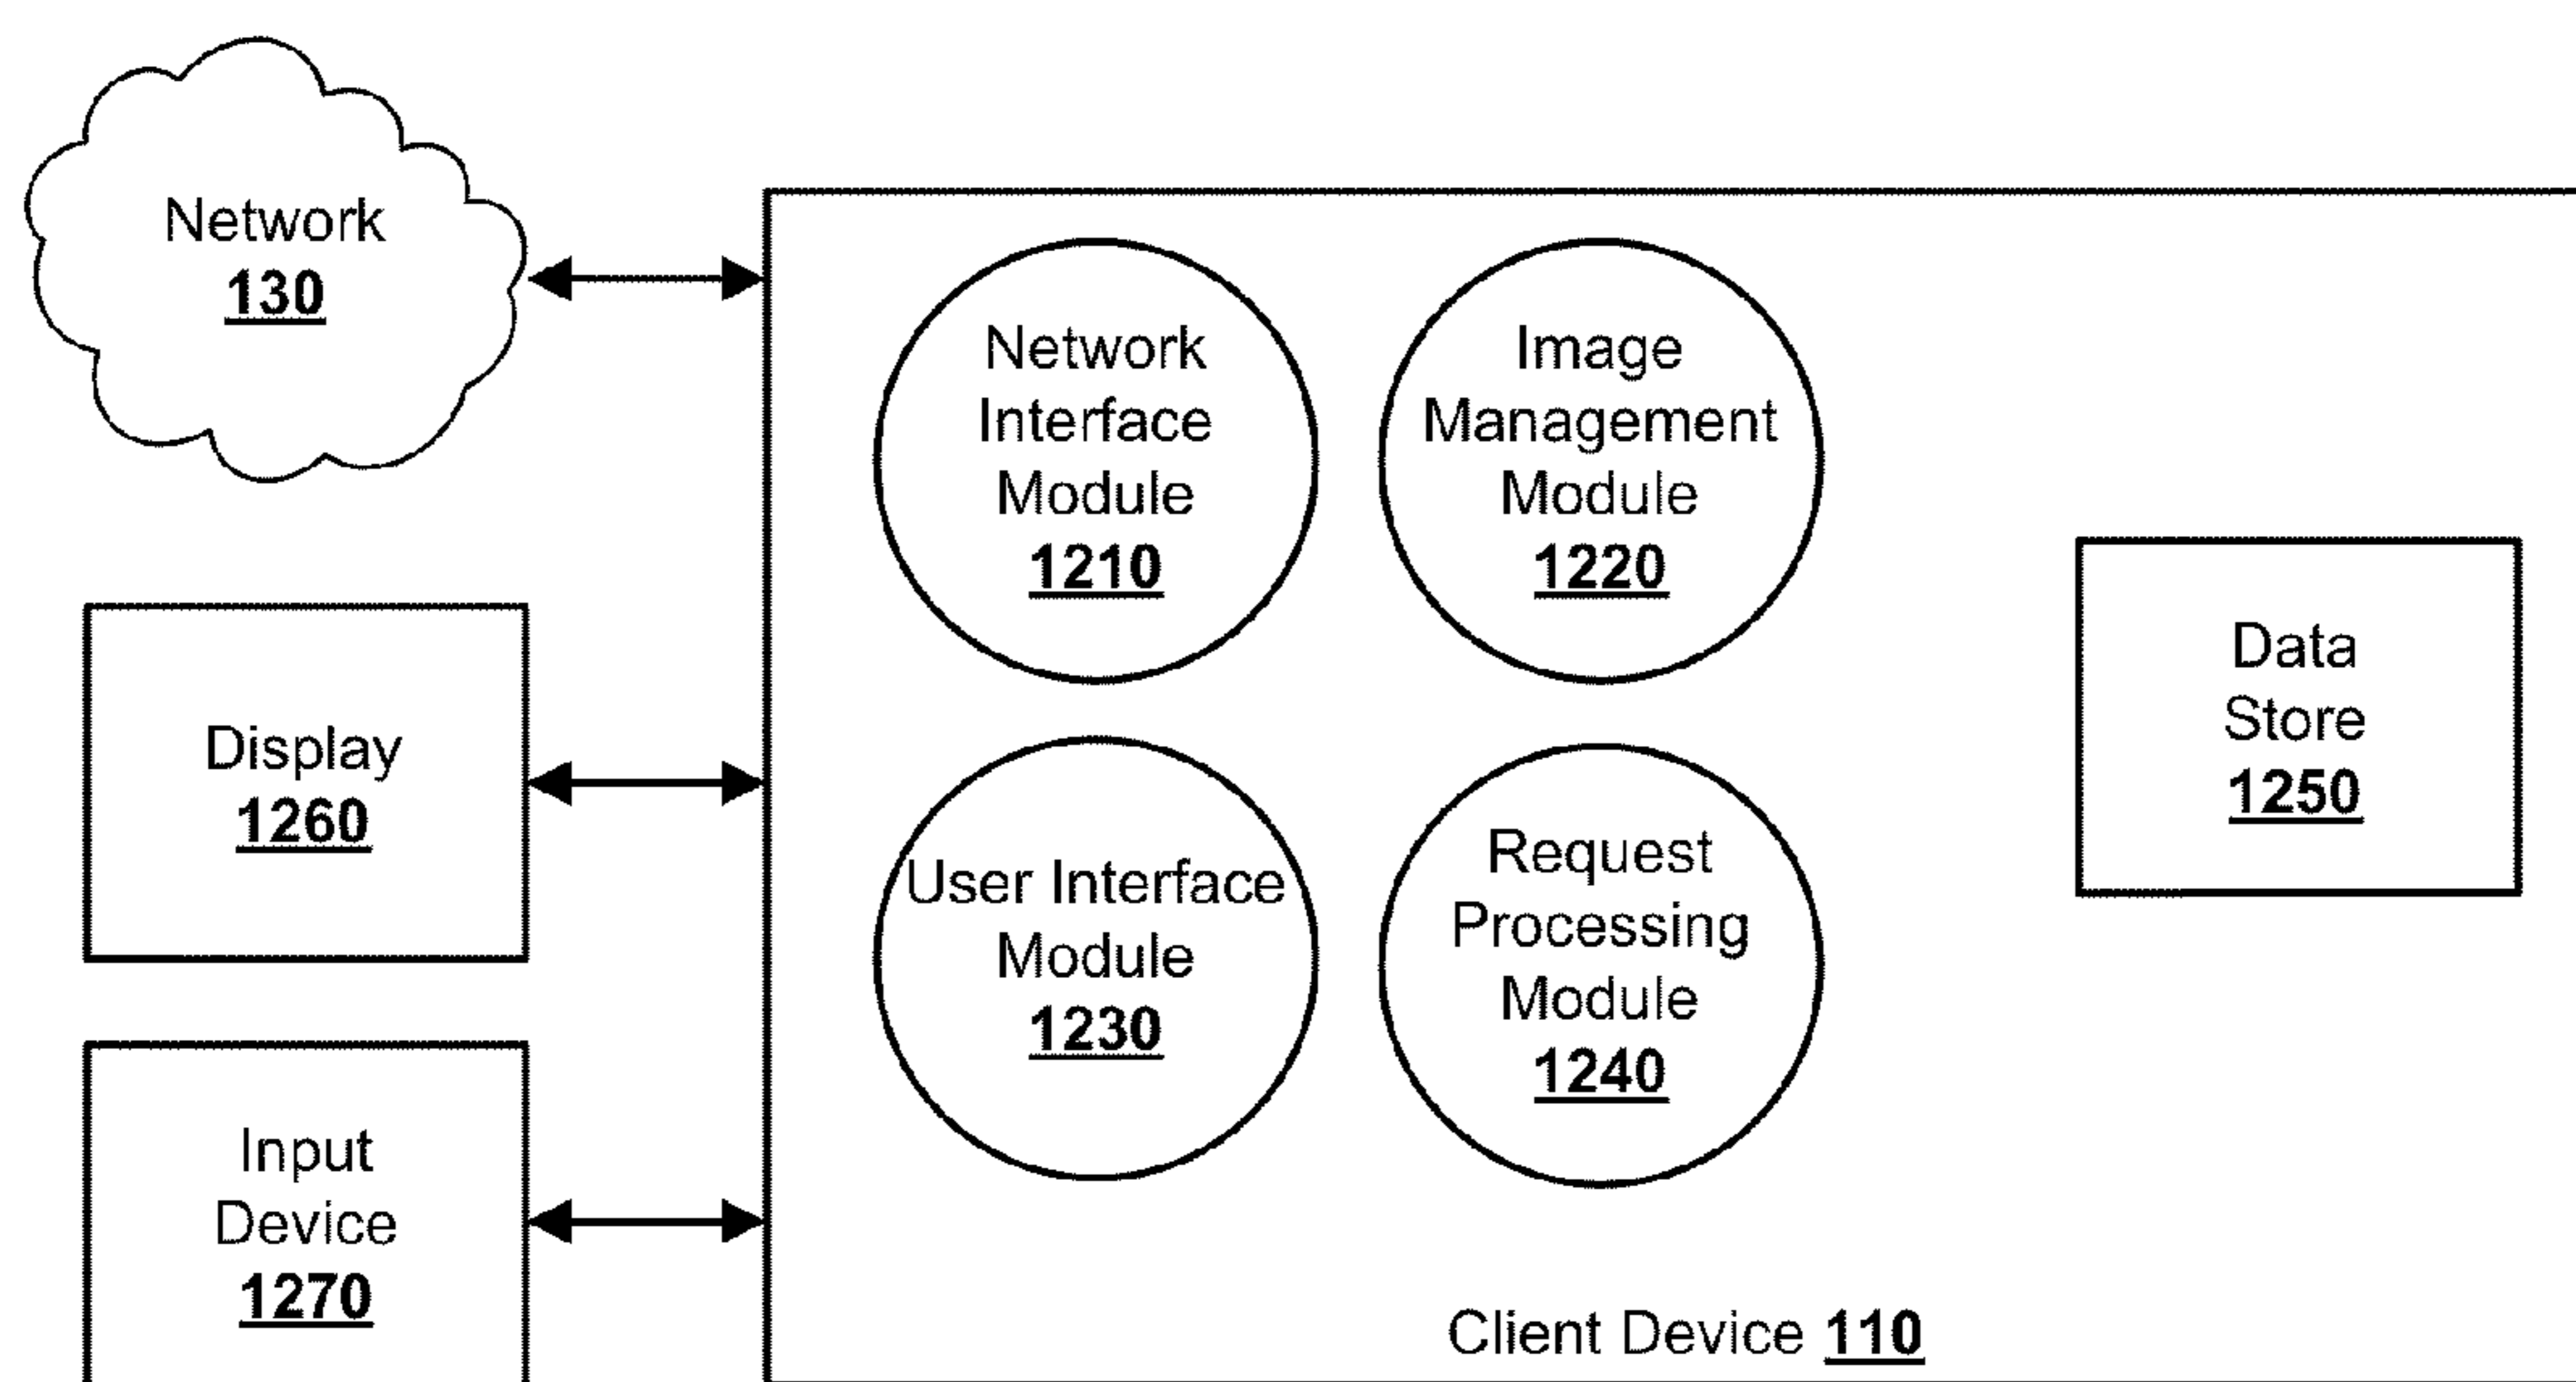 Network
130
Network
Interface
Module
1210
Image
Management
Module
1220
Display
1260
User Interface
Module
1230
Request
Processing
Module
1240
Data
Store
1250
Input
Device
1270
Client Device 110